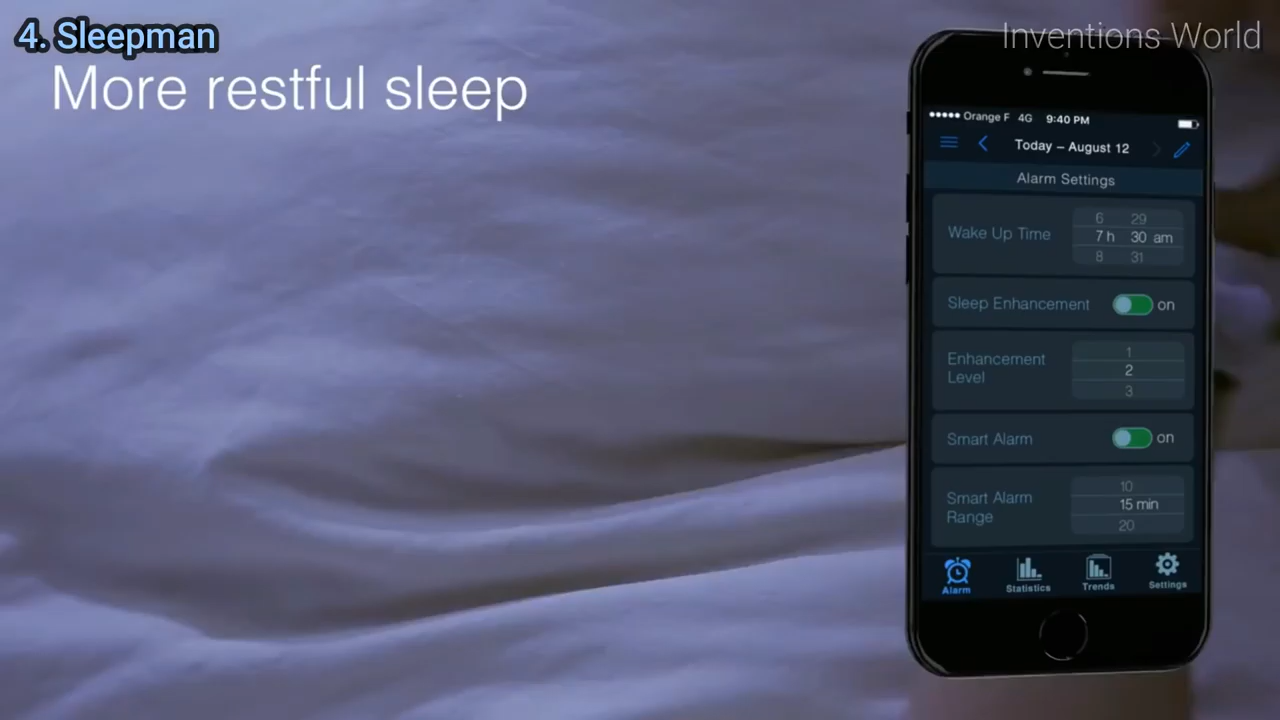 4. Sleepman
Inventions World
More restful sleep
Orange F 4G 9:40 PM
Today – August 12
Alarm Settings
6 29
Wake Up Time 7 h 30 am
8 31
Sleep Enhancement on
1
Enhancement
Level
2
3
Smart Alarm on
10
Smart Alarm
Range
15 min
20
Alarm Statistics Trends Settings